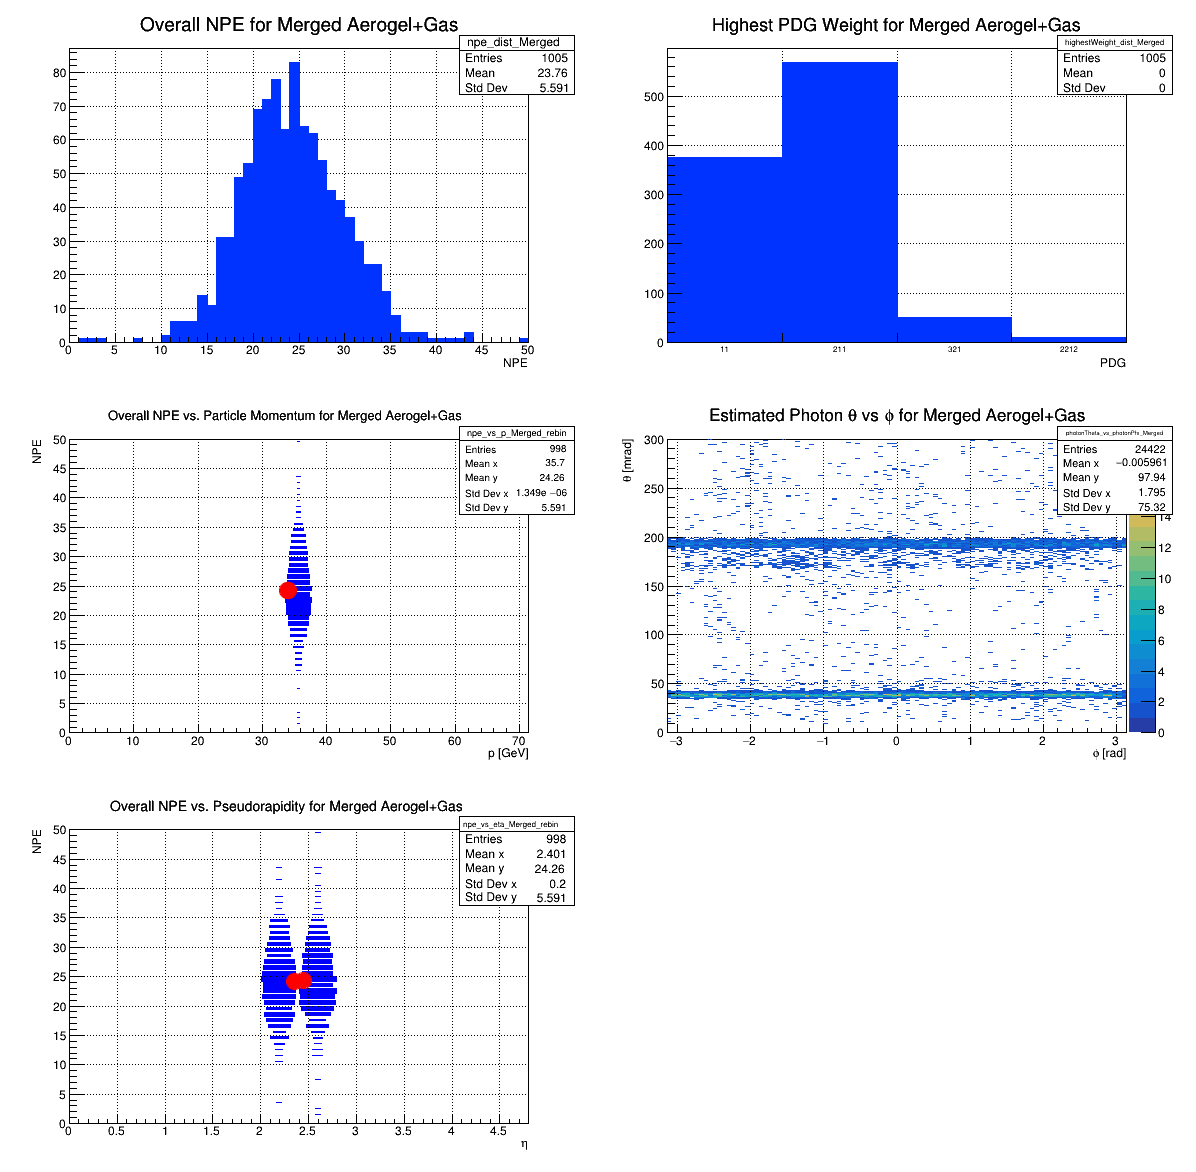 Overall NPE for Merged Aerogel+Gas
npe_dist_Merged
Entries 1005
Mean 23.76
Std Dev 5.591
80
70
60
50
40
30
20
10
0
0 5 10 15 20 25 30 35 40 45 50
NPE
Highest PDG Weight for Merged Aerogel+Gas
highestWeight_dist_Merged
Entries 1005
Mean 0
Std Dev 0
500
400
300
200
100
0
11 211 321 2212
PDG
Overall NPE vs. Particle Momentum for Merged Aerogel+Gas
npe_vs_p_Merged_rebin
Entries 998
Mean x 35.7
Mean y 24.26
Std Dev x 1.349e −06
Std Dev y 5.591
NPE
50
45
40
35
30
25
20
15
10
5
0
0 10 20 30 40 50 60 70
p [GeV]
Estimated Photon θ vs ϕ for Merged Aerogel+Gas
photonTheta_vs_photonPhi_Merged
Entries 24422
Mean x −0.005961
Mean y 97.94
Std Dev x 1.795
Std Dev y 75.32
θ [mrad]
300
250
200
150
100
50
0
−3 −2 −1 0 1 2 3
ϕ [rad]
14
12
10
8
6
4
2
0
Overall NPE vs. Pseudorapidity for Merged Aerogel+Gas
npe_vs_eta_Merged_rebin
Entries 998
Mean x 2.401
Mean y 24.26
Std Dev x 0.2
Std Dev y 5.591
NPE
50
45
40
35
30
25
20
15
10
5
0
0 0.5 1 1.5 2 2.5 3 3.5 4 4.5
η